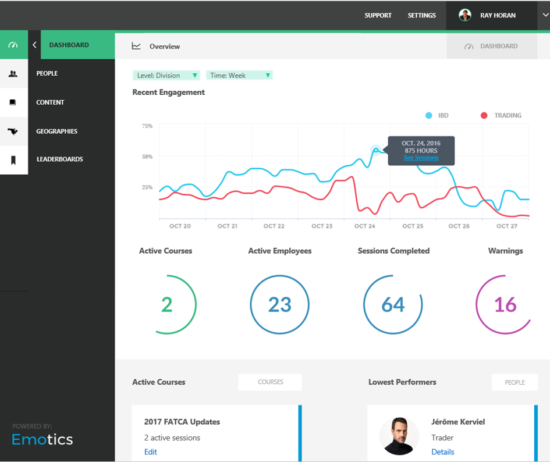 SUPPORT
SETTINGS
RAY HORAN
DASHBOARD
PEOPLE
CONTENT
GEOGRAPHIES
LEADERBOARDS
POWERED BY:
Emotics
Overview
DASHBOARD
Level: Division
Time: Week
Recent Engagement
IBD
TRADING
OCT. 24, 2016
875 HOURS
See Sessions
OCT 20
OCT 21
OCT 22
OCT 23
OCT 24
OCT 25
OCT 26
OCT 27
Active Courses
Active Employees
Sessions Completed
Warnings
2
23
64
16
Active Courses
COURSES
Lowest Performers
PEOPLE
2017 FATCA Updates
2 active sessions
Edit
Jérôme Kerviel
Trader
Details